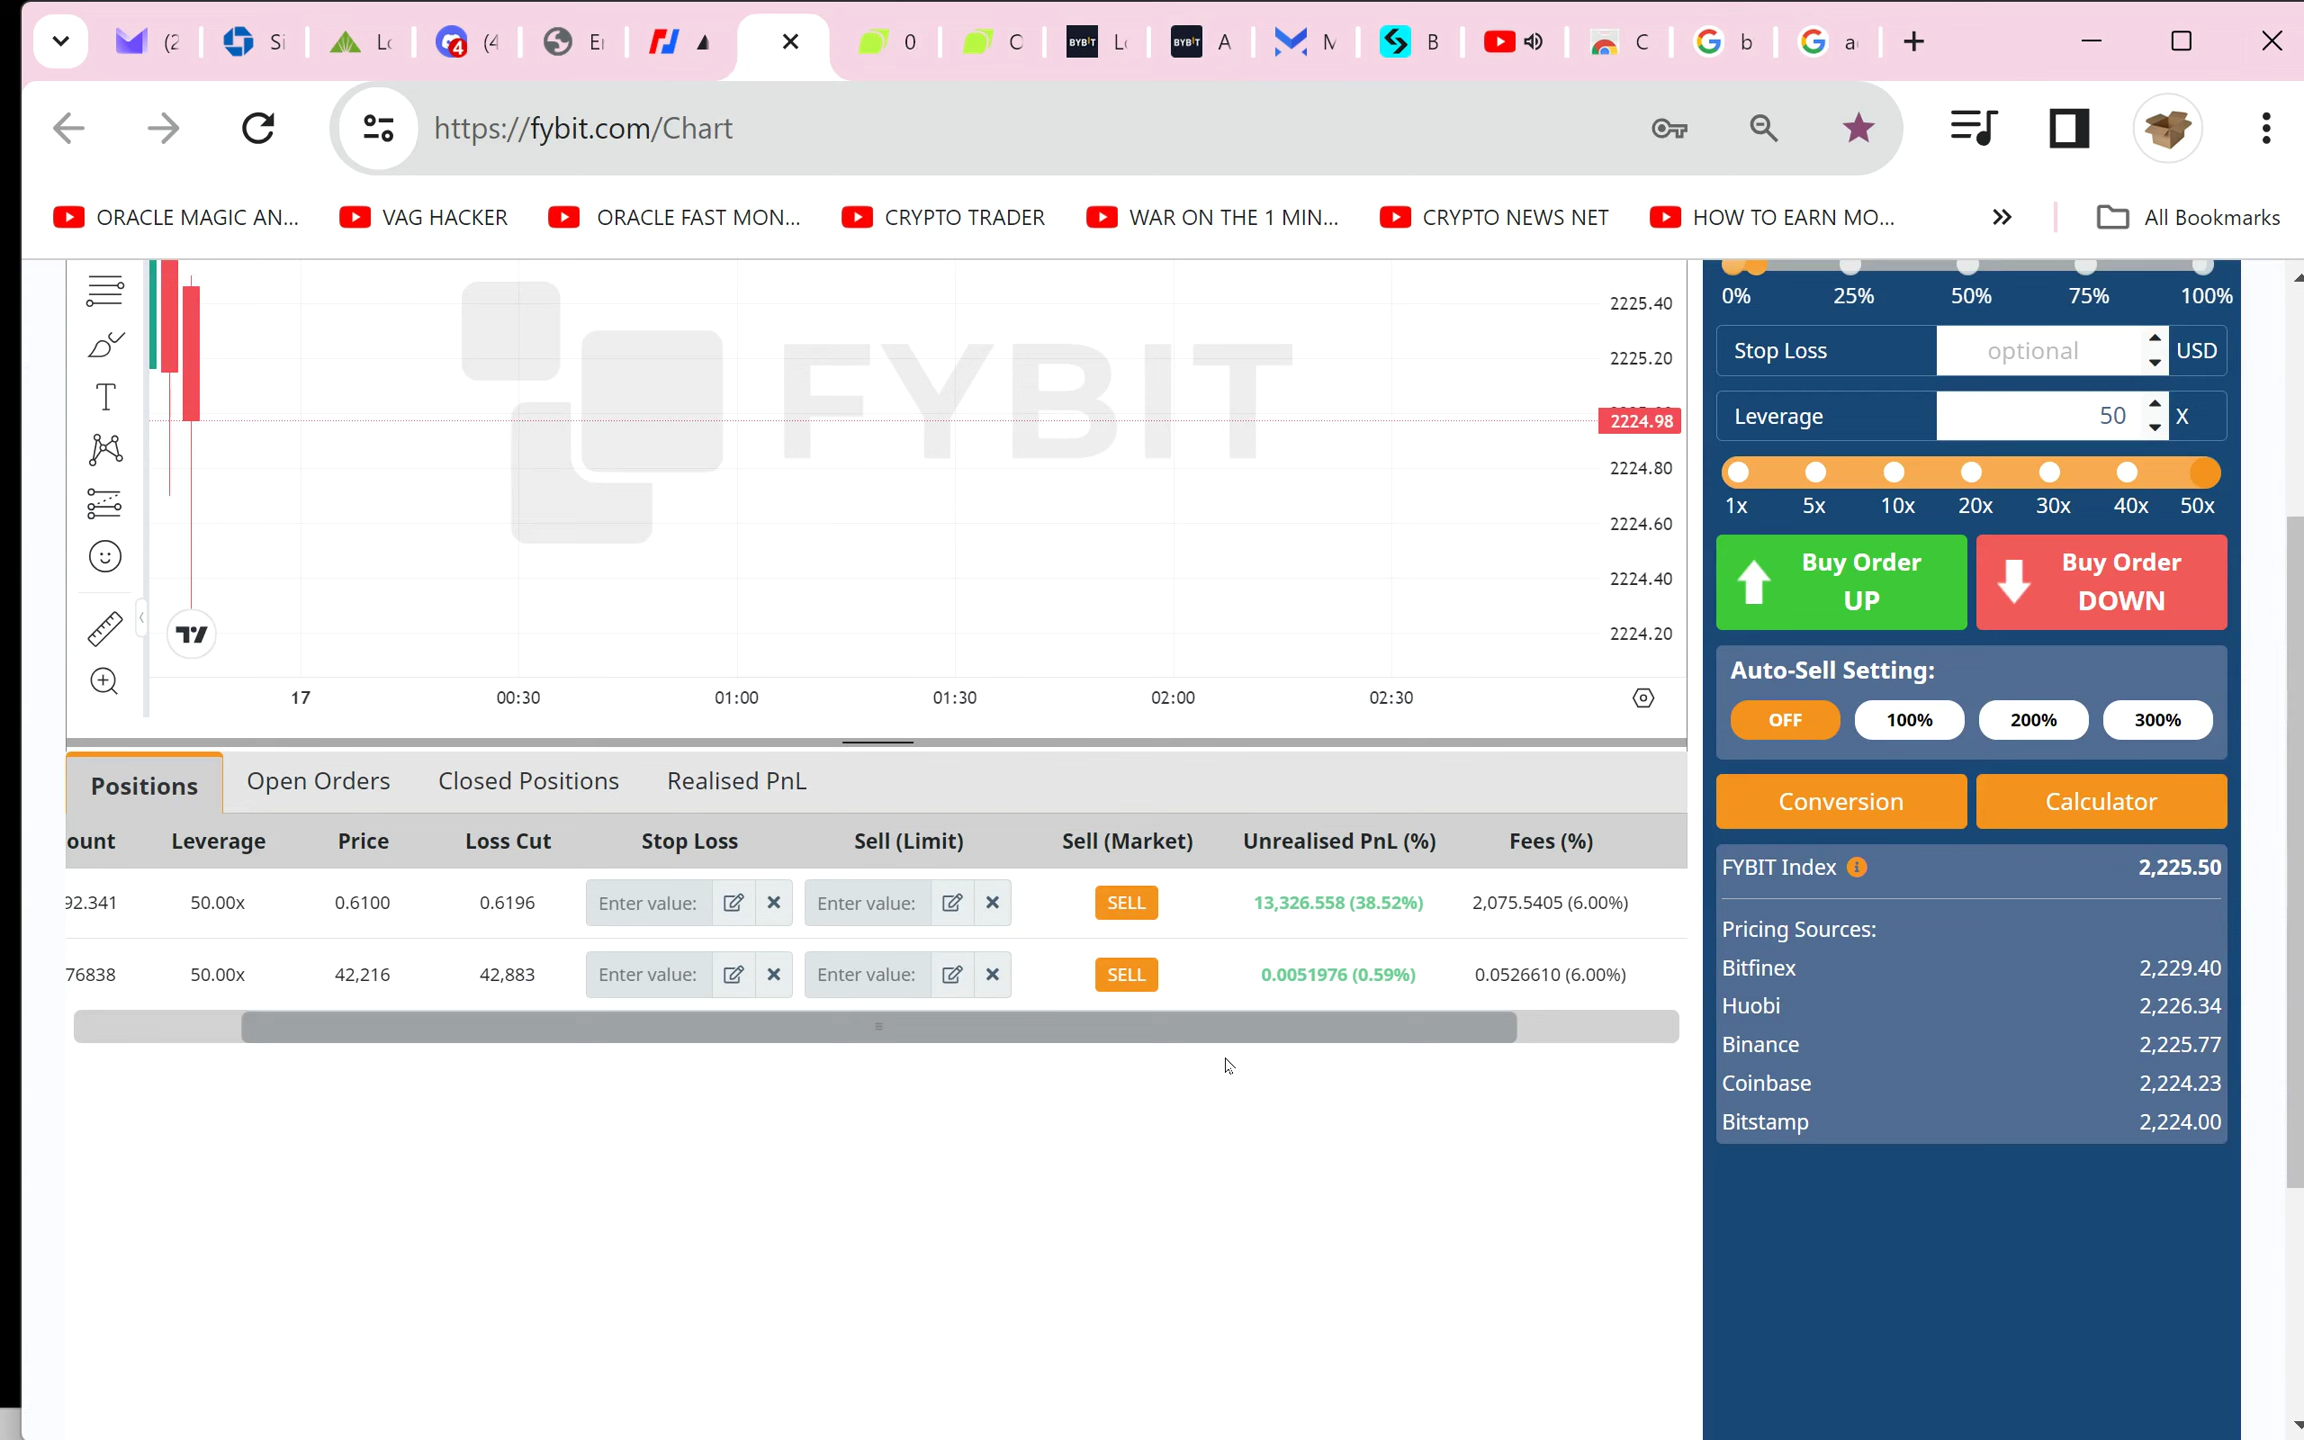 (2
Si
Lo
4
(4
0
C
BYBIT
BYBIT A
M
B
C
b
a
https://fybit.com/Chart
ORACLE MAGIC AN... VAG HACKER ORACLE FAST MON... CRYPTO TRADER WAR ON THE 1 MIN... CRYPTO NEWS NET HOW TO EARN MO... » All Bookmarks
FYBIT
2225.40
2225.20
2224.98
2224.80
2224.60
2224.40
2224.20
17 00:30 01:00 01:30 02:00 02:30
Positions Open Orders Closed Positions Realised PnL
ount Leverage Price Loss Cut Stop Loss Sell (Limit) Sell (Market) Unrealised PnL (%) Fees (%)
92.341 50.00x 0.6100 0.6196 Enter value: Enter value: SELL 13,326.558 (38.52%) 2,075.5405 (6.00%)
76838 50.00x 42,216 42,883 Enter value: Enter value: SELL 0.0051976 (0.59%) 0.0526610 (6.00%)
0% 25% 50% 75% 100%
Stop Loss optional USD
Leverage 50 X
1x 5x 10x 20x 30x 40x 50x
Buy Order UP
Buy Order DOWN
Auto-Sell Setting:
OFF 100% 200% 300%
Conversion Calculator
FYBIT Index 2,225.50
Pricing Sources:
Bitfinex 2,229.40
Huobi 2,226.34
Binance 2,225.77
Coinbase 2,224.23
Bitstamp 2,224.00